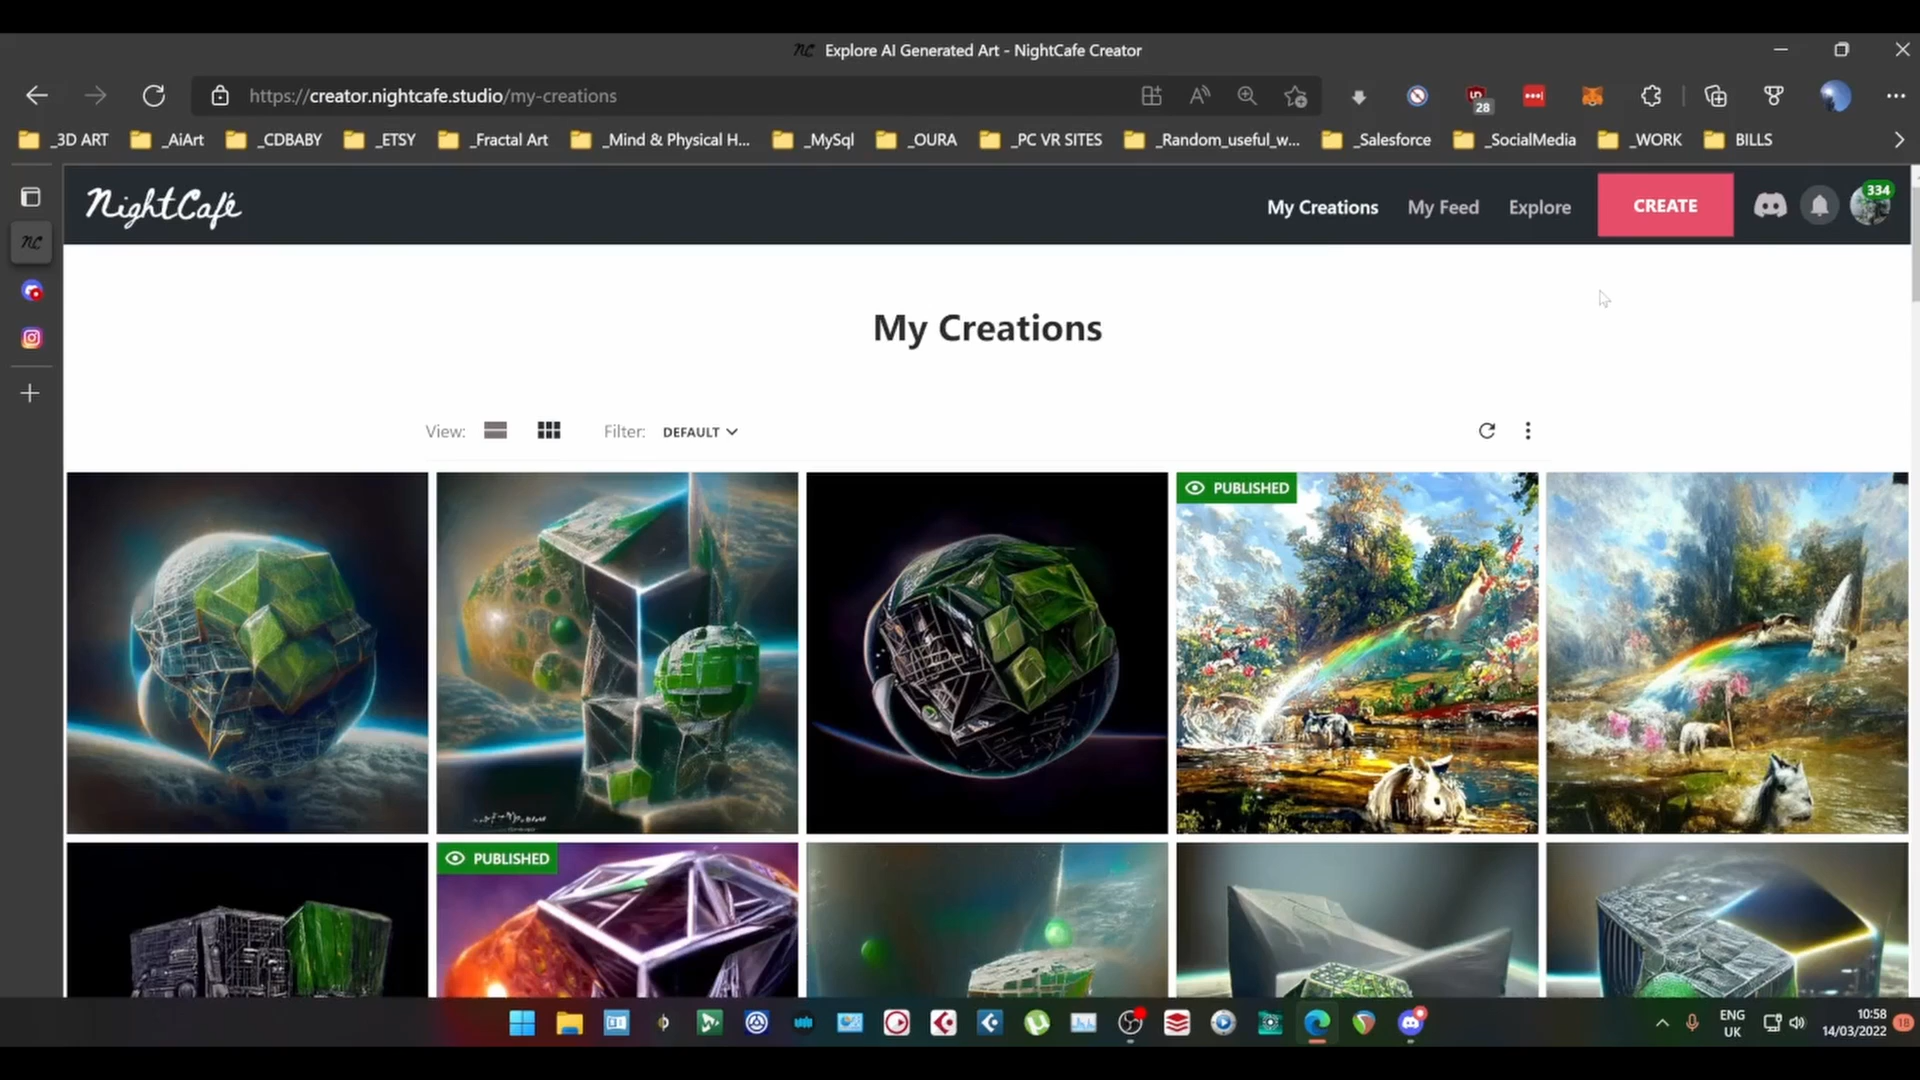 Explore AI Generated Art - NightCafe Creator
https://creator.nightcafe.studio/my-creations
28
_3D ART _AiArt _CDBABY _ETSY _Fractal Art _Mind & Physical H... _MySql _OURA _PC VR SITES _Random_useful_w... _Salesforce _SocialMedia _WORK BILLS
NightCafé My Creations My Feed Explore CREATE 334
My Creations
View: Filter: DEFAULT
PUBLISHED
PUBLISHED
ENG 10:58
UK 14/03/2022 18